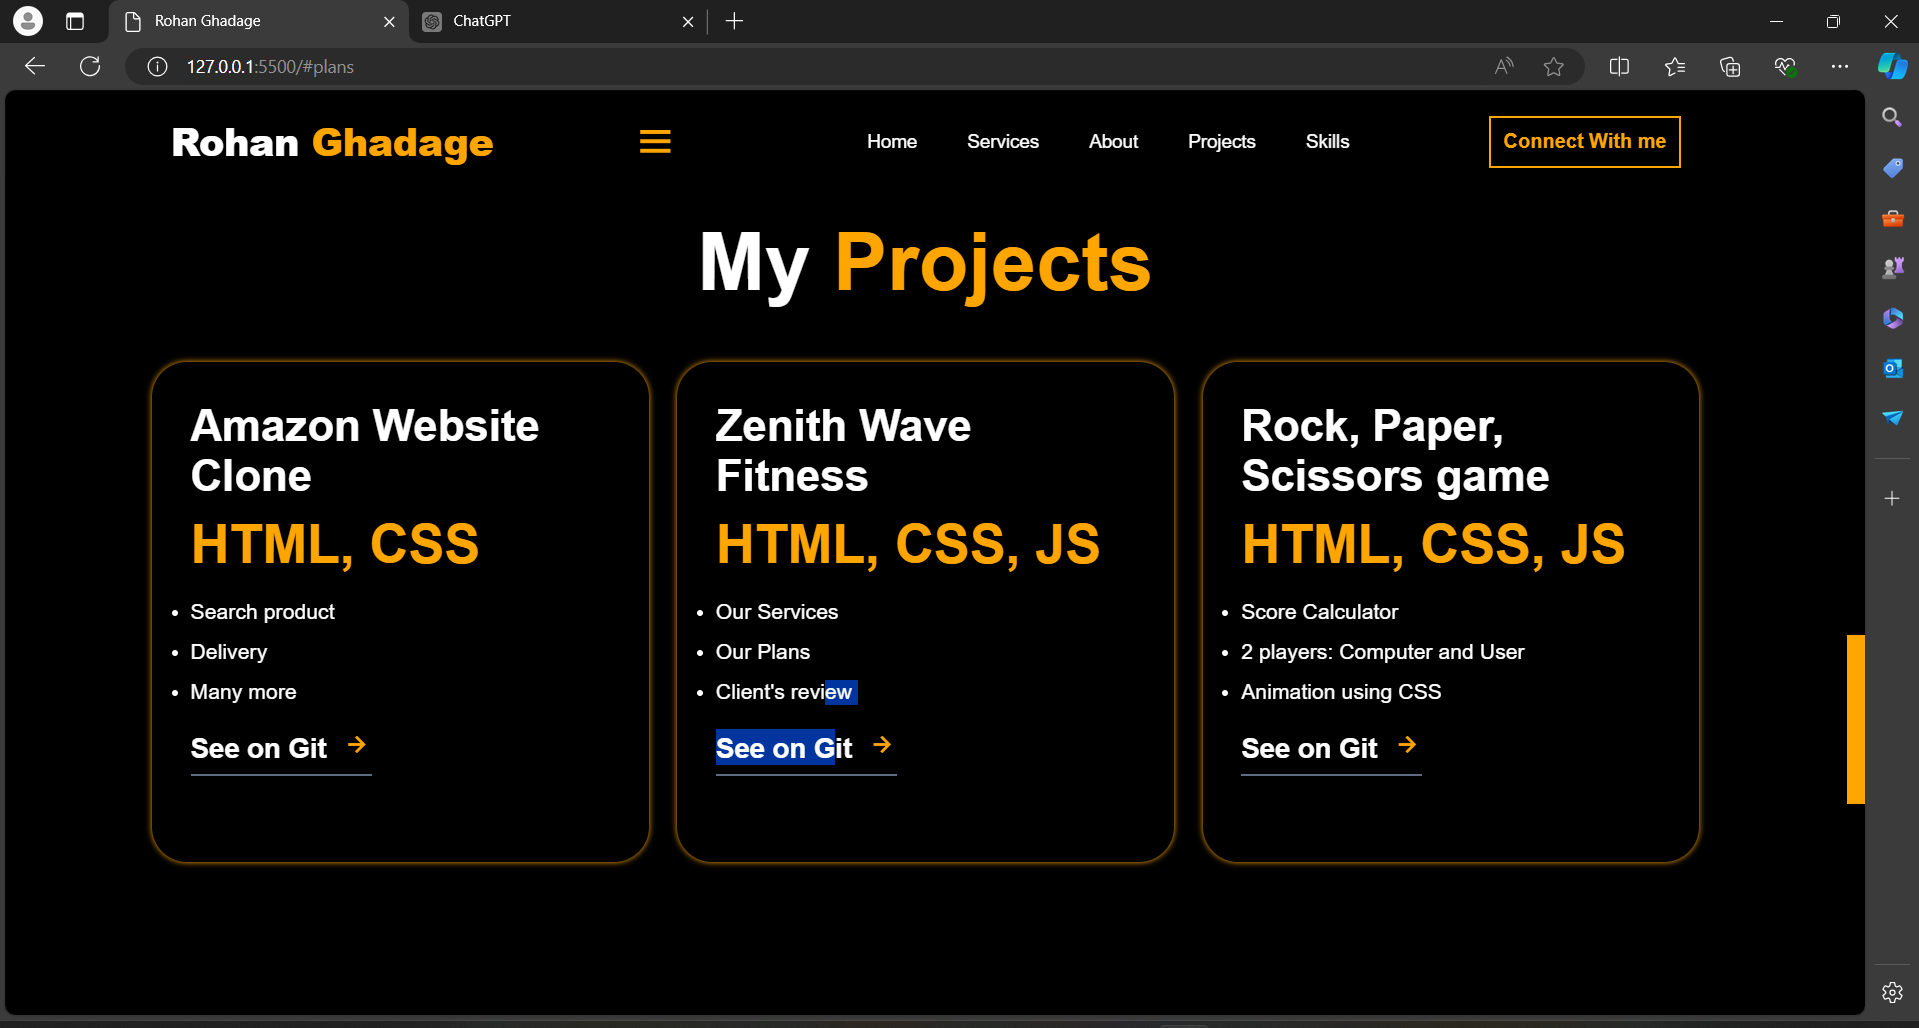 Rohan Ghadage
ChatGPT
127.0.0.1:5500/#plans
Rohan Ghadage
Home Services About Projects Skills
Connect With me
My Projects
Amazon Website
Clone
HTML, CSS
• Search product
• Delivery
• Many more
See on Git →
Zenith Wave
Fitness
HTML, CSS, JS
• Our Services
• Our Plans
• Client's review
See on Git →
Rock, Paper,
Scissors game
HTML, CSS, JS
• Score Calculator
• 2 players: Computer and User
• Animation using CSS
See on Git →